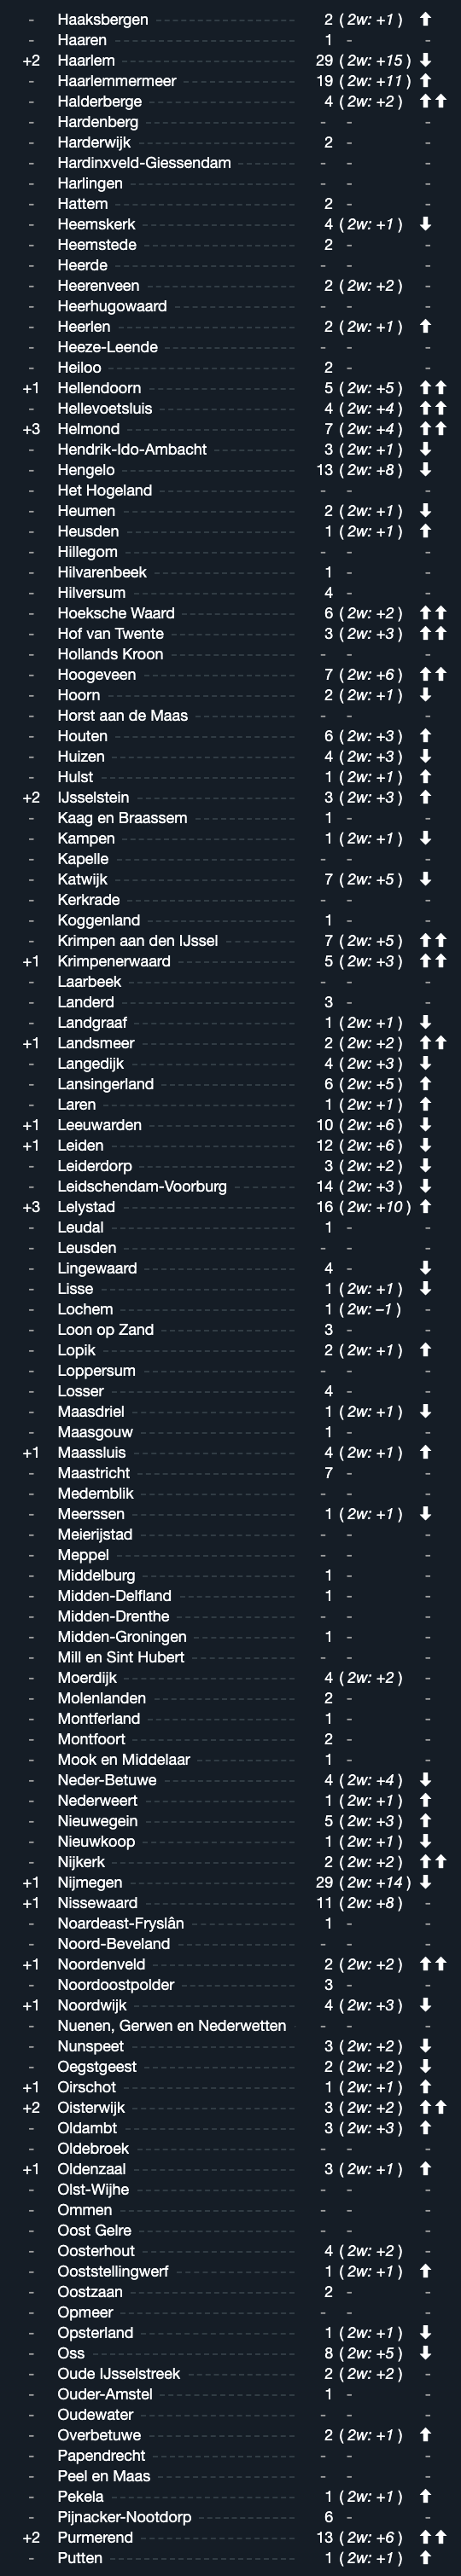 - Haaksbergen 2 (2w: +1) ⬆
- Haaren 1 - -
+2 Haarlem 29 (2w: +15) ⬇
- Haarlemmermeer 19 (2w: +11) ⬆
- Halderberge 4 (2w: +2) ⬆⬆
- Hardenberg - - -
- Harderwijk 2 - -
- Hardinxveld-Giessendam - - -
- Harlingen - - -
- Hattem 2 - -
- Heemskerk 4 (2w: +1) ⬇
- Heemstede 2 - -
- Heerde - - -
- Heerenveen 2 (2w: +2) -
- Heerhugowaard - - -
- Heerlen 2 (2w: +1) ⬆
- Heeze-Leende - - -
- Heiloo 2 - -
+1 Hellendoorn 5 (2w: +5) ⬆⬆
- Hellevoetsluis 4 (2w: +4) ⬆⬆
+3 Helmond 7 (2w: +4) ⬆⬆
- Hendrik-Ido-Ambacht 3 (2w: +1) ⬇
- Hengelo 13 (2w: +8) ⬇
- Het Hogeland - - -
- Heumen 2 (2w: +1) ⬇
- Heusden 1 (2w: +1) ⬆
- Hillegom - - -
- Hilvarenbeek 1 - -
- Hilversum 4 - -
- Hoeksche Waard 6 (2w: +2) ⬆⬆
- Hof van Twente 3 (2w: +3) ⬆⬆
- Hollands Kroon - - -
- Hoogeveen 7 (2w: +6) ⬆⬆
- Hoorn 2 (2w: +1) ⬇
- Horst aan de Maas - - -
- Houten 6 (2w: +3) ⬆
- Huizen 4 (2w: +3) ⬇
- Hulst 1 (2w: +1) ⬆
+2 IJsselstein 3 (2w: +3) ⬆
- Kaag en Braassem 1 - -
- Kampen 1 (2w: +1) ⬇
- Kapelle - - -
- Katwijk 7 (2w: +5) ⬇
- Kerkrade - - -
- Koggenland 1 - -
- Krimpen aan den IJssel 7 (2w: +5) ⬆⬆
+1 Krimpenerwaard 5 (2w: +3) ⬆⬆
- Laarbeek - - -
- Landerd 3 - -
- Landgraaf 1 (2w: +1) ⬇
+1 Landsmeer 2 (2w: +2) ⬆⬆
- Langedijk 4 (2w: +3) ⬇
- Lansingerland 6 (2w: +5) ⬆
- Laren 1 (2w: +1) ⬆
+1 Leeuwarden 10 (2w: +6) ⬇
+1 Leiden 12 (2w: +6) ⬇
- Leiderdorp 3 (2w: +2) ⬇
- Leidschendam-Voorburg 14 (2w: +3) ⬇
+3 Lelystad 16 (2w: +10) ⬆
- Leudal 1 - -
- Leusden - - -
- Lingewaard 4 - ⬇
- Lisse 1 (2w: +1) ⬇
- Lochem 1 (2w: –1) -
- Loon op Zand 3 - -
- Lopik 2 (2w: +1) ⬆
- Loppersum - - -
- Losser 4 - -
- Maasdriel 1 (2w: +1) ⬇
- Maasgouw 1 - -
+1 Maassluis 4 (2w: +1) ⬆
- Maastricht 7 - -
- Medemblik - - -
- Meerssen 1 (2w: +1) ⬇
- Meierijstad - - -
- Meppel - - -
- Middelburg 1 - -
- Midden-Delfland 1 - -
- Midden-Drenthe - - -
- Midden-Groningen 1 - -
- Mill en Sint Hubert - - -
- Moerdijk 4 (2w: +2) -
- Molenlanden 2 - -
- Montferland 1 - -
- Montfoort 2 - -
- Mook en Middelaar 1 - -
- Neder-Betuwe 4 (2w: +4) ⬇
- Nederweert 1 (2w: +1) ⬆
- Nieuwegein 5 (2w: +3) ⬆
- Nieuwkoop 1 (2w: +1) ⬇
- Nijkerk 2 (2w: +2) ⬆⬆
+1 Nijmegen 29 (2w: +14) ⬇
+1 Nissewaard 11 (2w: +8) -
- Noardeast-Fryslân 1 - -
- Noord-Beveland - - -
+1 Noordenveld 2 (2w: +2) ⬆⬆
- Noordoostpolder 3 - -
+1 Noordwijk 4 (2w: +3) ⬇
- Nuenen, Gerwen en Nederwetten - - -
- Nunspeet 3 (2w: +2) ⬇
- Oegstgeest 2 (2w: +2) ⬇
+1 Oirschot 1 (2w: +1) ⬆
+2 Oisterwijk 3 (2w: +2) ⬆⬆
- Oldambt 3 (2w: +3) ⬆
- Oldebroek - - -
+1 Oldenzaal 3 (2w: +1) ⬆
- Olst-Wijhe - - -
- Ommen - - -
- Oost Gelre - - -
- Oosterhout 4 (2w: +2) -
- Ooststellingwerf 1 (2w: +1) ⬆
- Oostzaan 2 - -
- Opmeer - - -
- Opsterland 1 (2w: +1) ⬇
- Oss 8 (2w: +5) ⬇
- Oude IJsselstreek 2 (2w: +2) -
- Ouder-Amstel 1 - -
- Oudewater - - -
- Overbetuwe 2 (2w: +1) ⬆
- Papendrecht - - -
- Peel en Maas - - -
- Pekela 1 (2w: +1) ⬆
- Pijnacker-Nootdorp 6 - -
+2 Purmerend 13 (2w: +6) ⬆⬆
- Putten 1 (2w: +1) ⬆